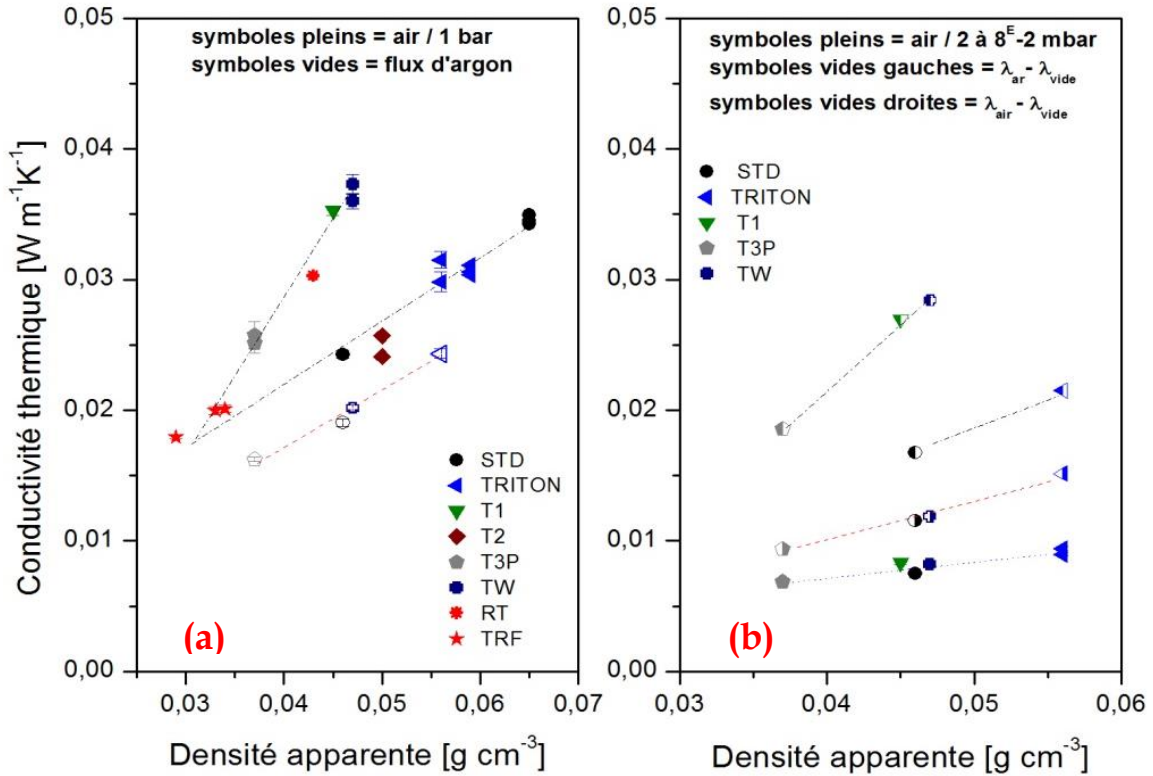 symboles pleins = air / 1 bar
symboles vides = flux d'argon
Conductivité thermique [W m⁻¹K⁻¹]
0,05
0,04
0,03
0,02
0,01
0,00
STD
TRITON
T1
T2
T3P
TW
RT
TRF
(a)
0,03 0,04 0,05 0,06 0,07
Densité apparente [g cm⁻³]
symboles pleins = air / 2 à 8ᴱ-2 mbar
symboles vides gauches = λar - λvide
symboles vides droites = λair - λvide
0,05
0,04
0,03
0,02
0,01
0,00
STD
TRITON
T1
T3P
TW
(b)
0,03 0,04 0,05 0,06
Densité apparente [g cm⁻³]